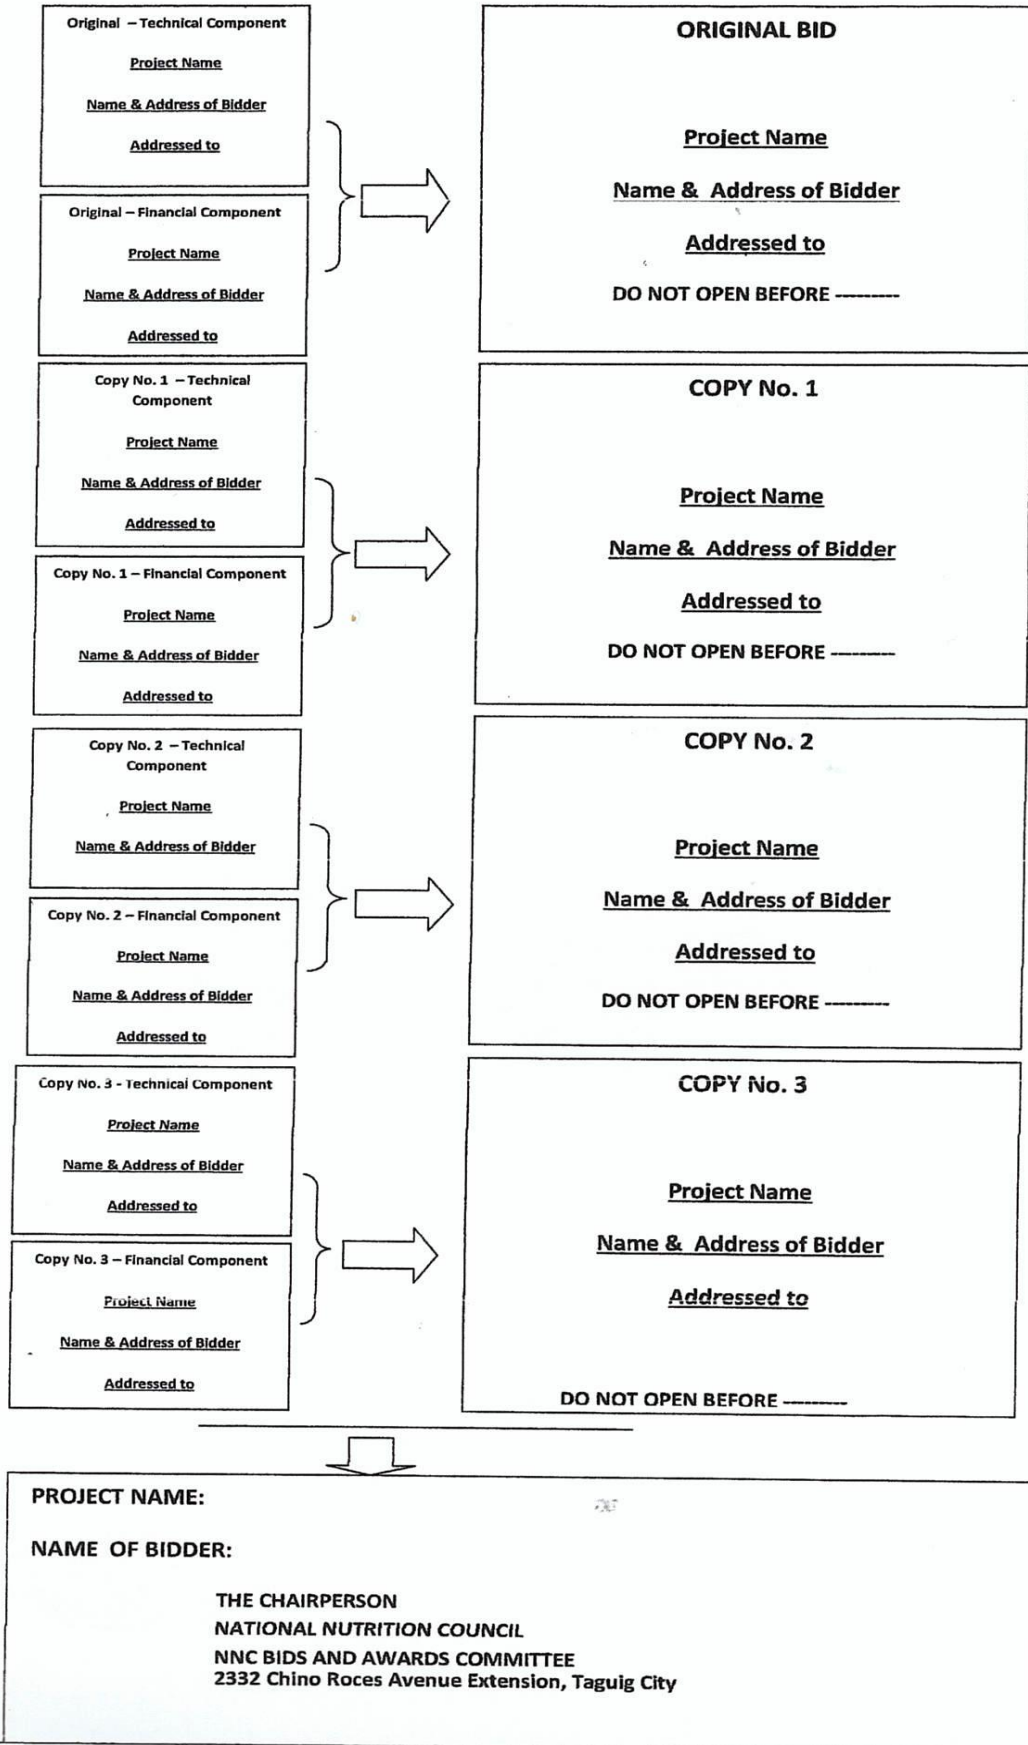 Original – Technical Component
Project Name
Name & Address of Bidder
Addressed to
Original – Financial Component
Project Name
Name & Address of Bidder
Addressed to
ORIGINAL BID
Project Name
Name & Address of Bidder
Addressed to
DO NOT OPEN BEFORE ---------
Copy No. 1 – Technical
Component
Project Name
Name & Address of Bidder
Addressed to
Copy No. 1 – Financial Component
Project Name
Name & Address of Bidder
Addressed to
COPY No. 1
Project Name
Name & Address of Bidder
Addressed to
DO NOT OPEN BEFORE ---------
Copy No. 2 – Technical
Component
Project Name
Name & Address of Bidder
Copy No. 2 – Financial Component
Project Name
Name & Address of Bidder
Addressed to
COPY No. 2
Project Name
Name & Address of Bidder
Addressed to
DO NOT OPEN BEFORE ---------
Copy No. 3 - Technical Component
Project Name
Name & Address of Bidder
Addressed to
Copy No. 3 – Financial Component
Project Name
Name & Address of Bidder
Addressed to
COPY No. 3
Project Name
Name & Address of Bidder
Addressed to
DO NOT OPEN BEFORE ---------
PROJECT NAME:
NAME OF BIDDER:
THE CHAIRPERSON
NATIONAL NUTRITION COUNCIL
NNC BIDS AND AWARDS COMMITTEE
2332 Chino Roces Avenue Extension, Taguig City